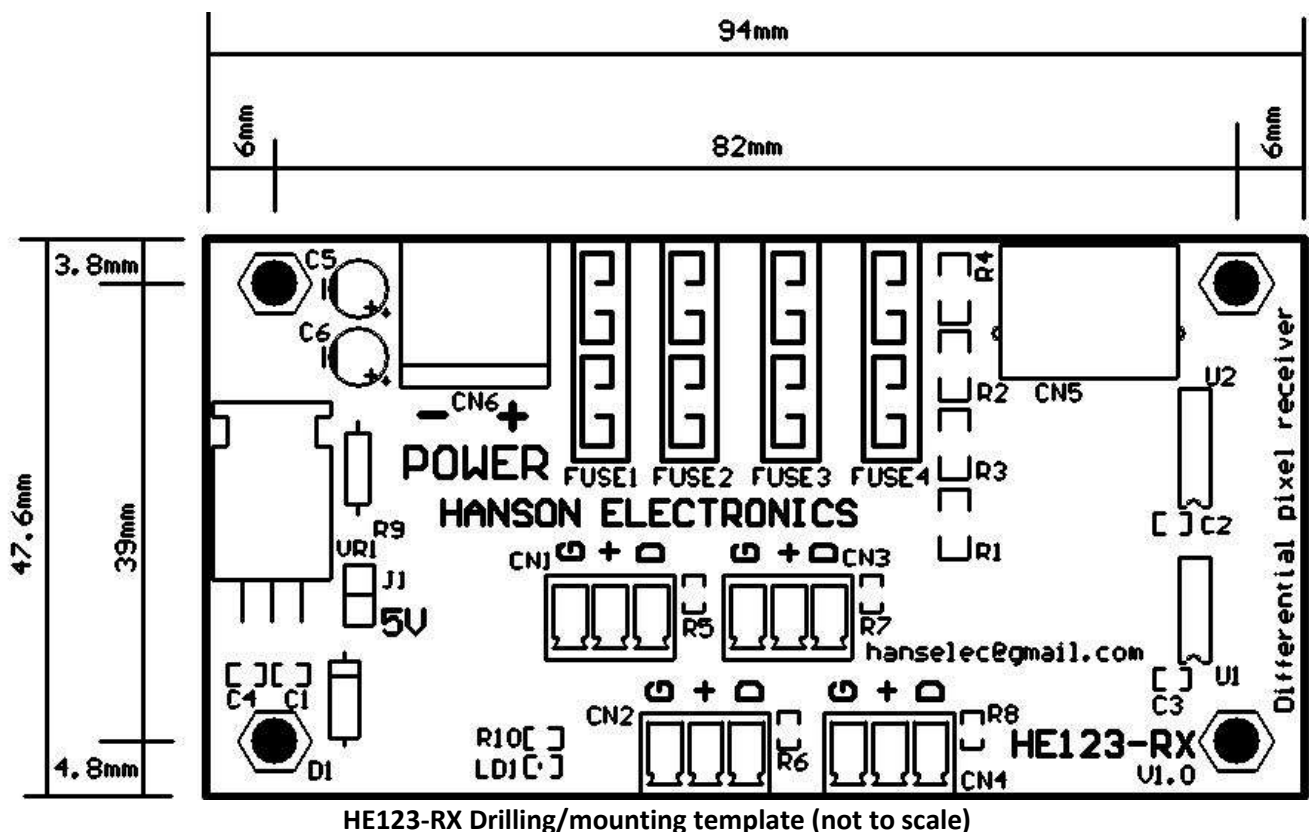 94mm
6mm
82mm
6mm
3.8mm
47.6mm
39mm
4.8mm
C5
C6
CN6
- +
POWER
FUSE1 FUSE2 FUSE3 FUSE4
R4
R2
R3
R1
CN5
U2
C2
Differential pixel receiver
HANSON ELECTRONICS
R9
VR1
J1
5V
CN1 G + D
G + D CN3
R5
R7
hanselec@gmail.com
U1
C3
C4 C1
D1
G + D
G + D
CN2
R6
R8
CN4
R10
LD1
HE123-RX
V1.0
HE123-RX Drilling/mounting template (not to scale)